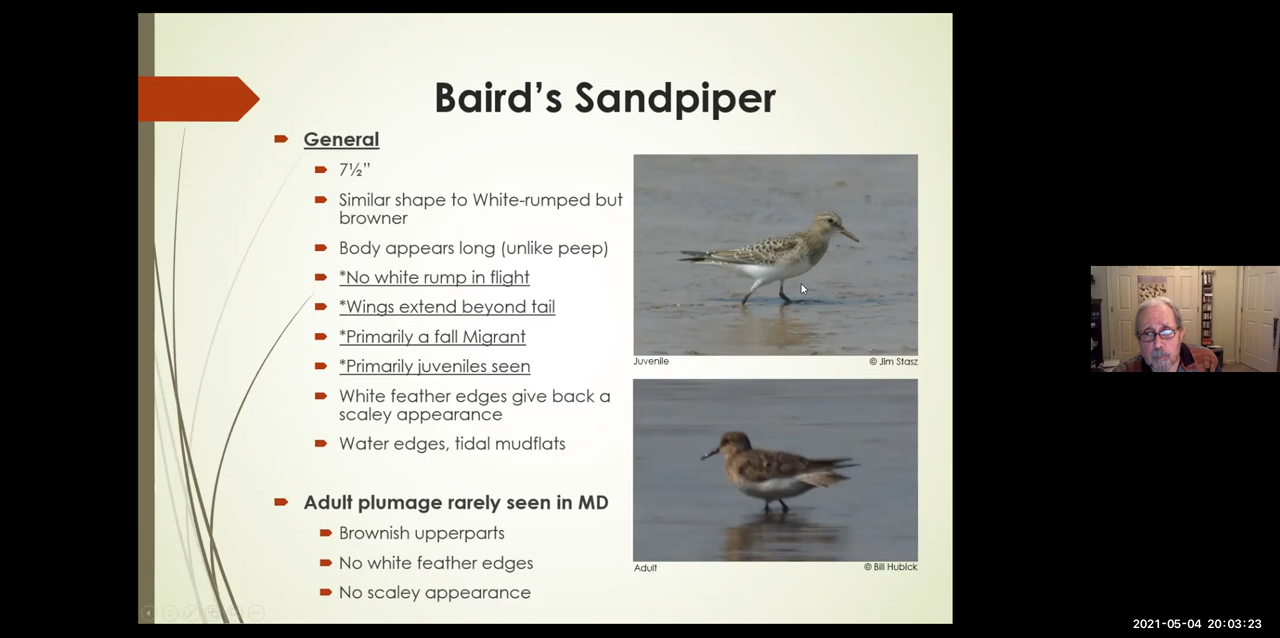 Baird's Sandpiper
General
7½"
Similar shape to White-rumped but
browner
Body appears long (unlike peep)
*No white rump in flight
*Wings extend beyond tail
*Primarily a fall Migrant
*Primarily juveniles seen
White feather edges give back a
scaley appearance
Water edges, tidal mudflats
Adult plumage rarely seen in MD
Brownish upperparts
No white feather edges
No scaley appearance
Juvenile
© Jim Stasz
Adult
© Bill Hubick
2021-05-04 20:03:23